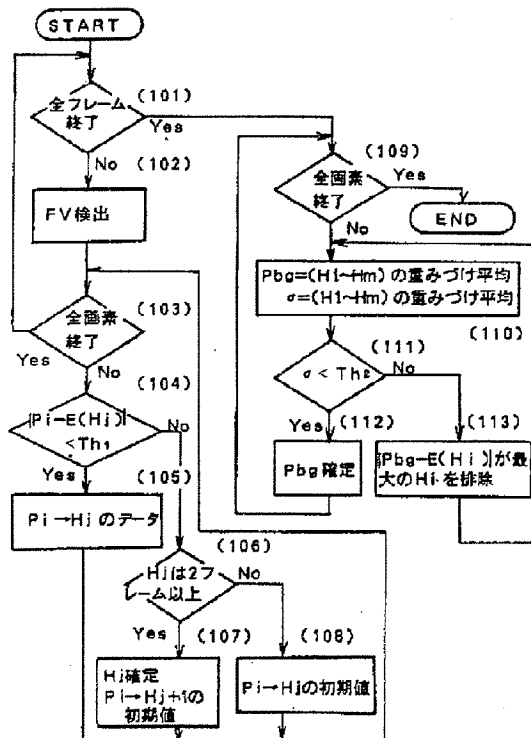 START
(101)
全フレーム
終了
Yes
No
(102)
FV検出
(103)
全画素
終了
Yes
No
(104)
|Pi-E(Hj)|
<Th₁
No
Yes
(105)
Pi→Hjのデータ
(106)
Hjは2フ
レーム以上
No
Yes
(107)
(108)
Hj確定
Pi→Hj+1の
初期値
Pi→Hjの初期値
(109)
全画素
終了
Yes
END
No
Pbg=(H1~Hm)の重みづけ平均
σ=(H1~Hm)の重みづけ平均
(110)
(111)
σ<Th₂
No
Yes
(112)
(113)
Pbg確定
|Pbg-E(Hi)|が最
大のHiを排除